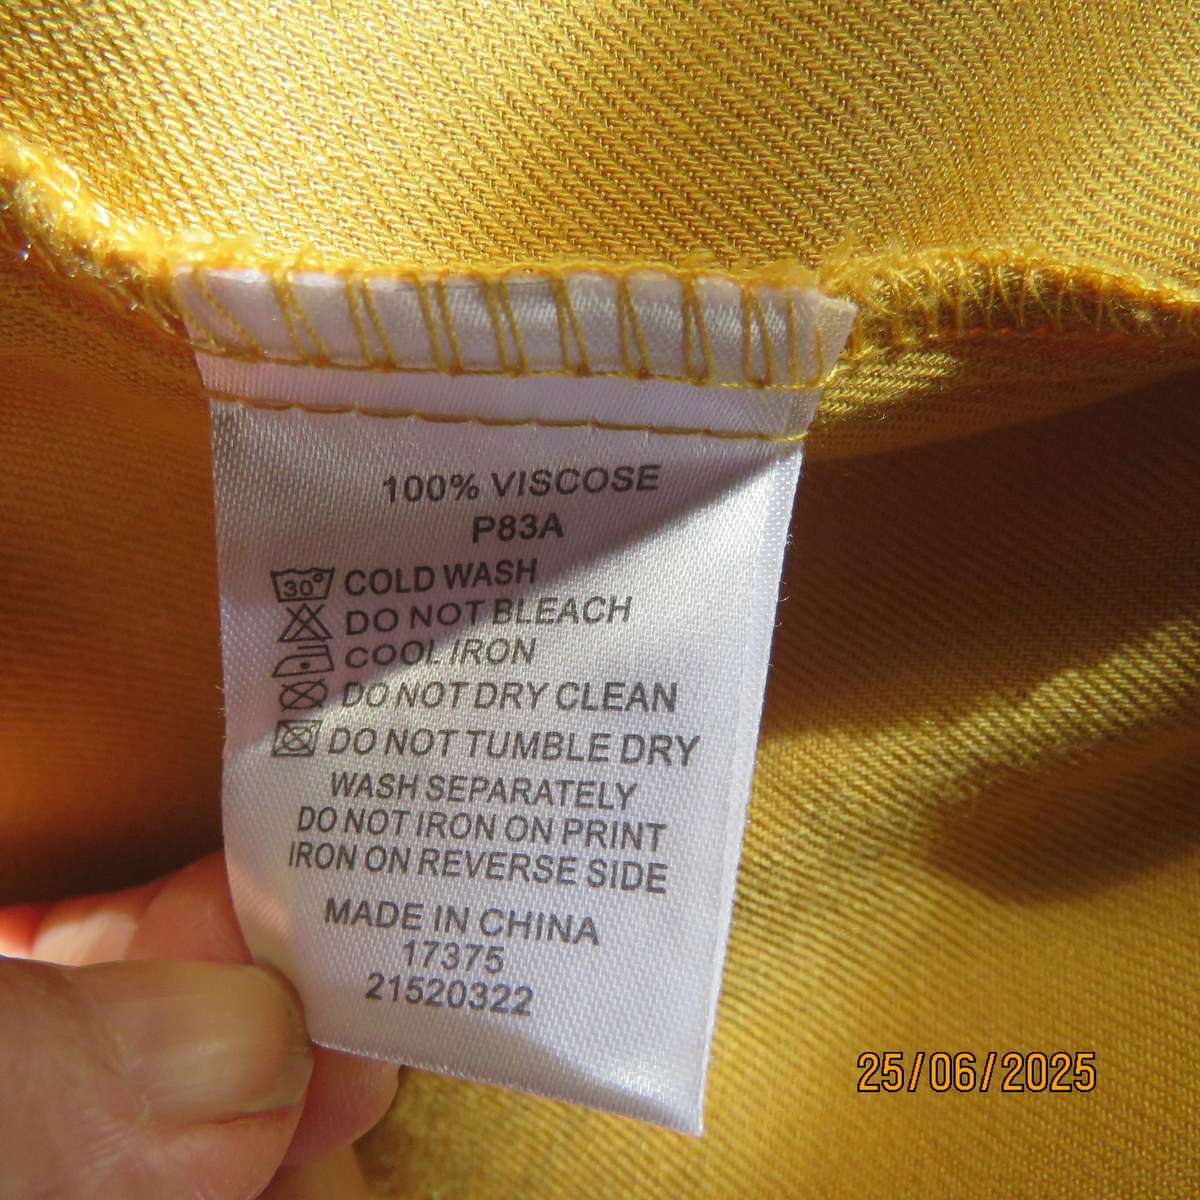 100% VISCOSE
P83A
30° COLD WASH
DO NOT BLEACH
COOL IRON
DO NOT DRY CLEAN
DO NOT TUMBLE DRY
WASH SEPARATELY
DO NOT IRON ON PRINT
IRON ON REVERSE SIDE
MADE IN CHINA
17375
21520322
25/06/2025